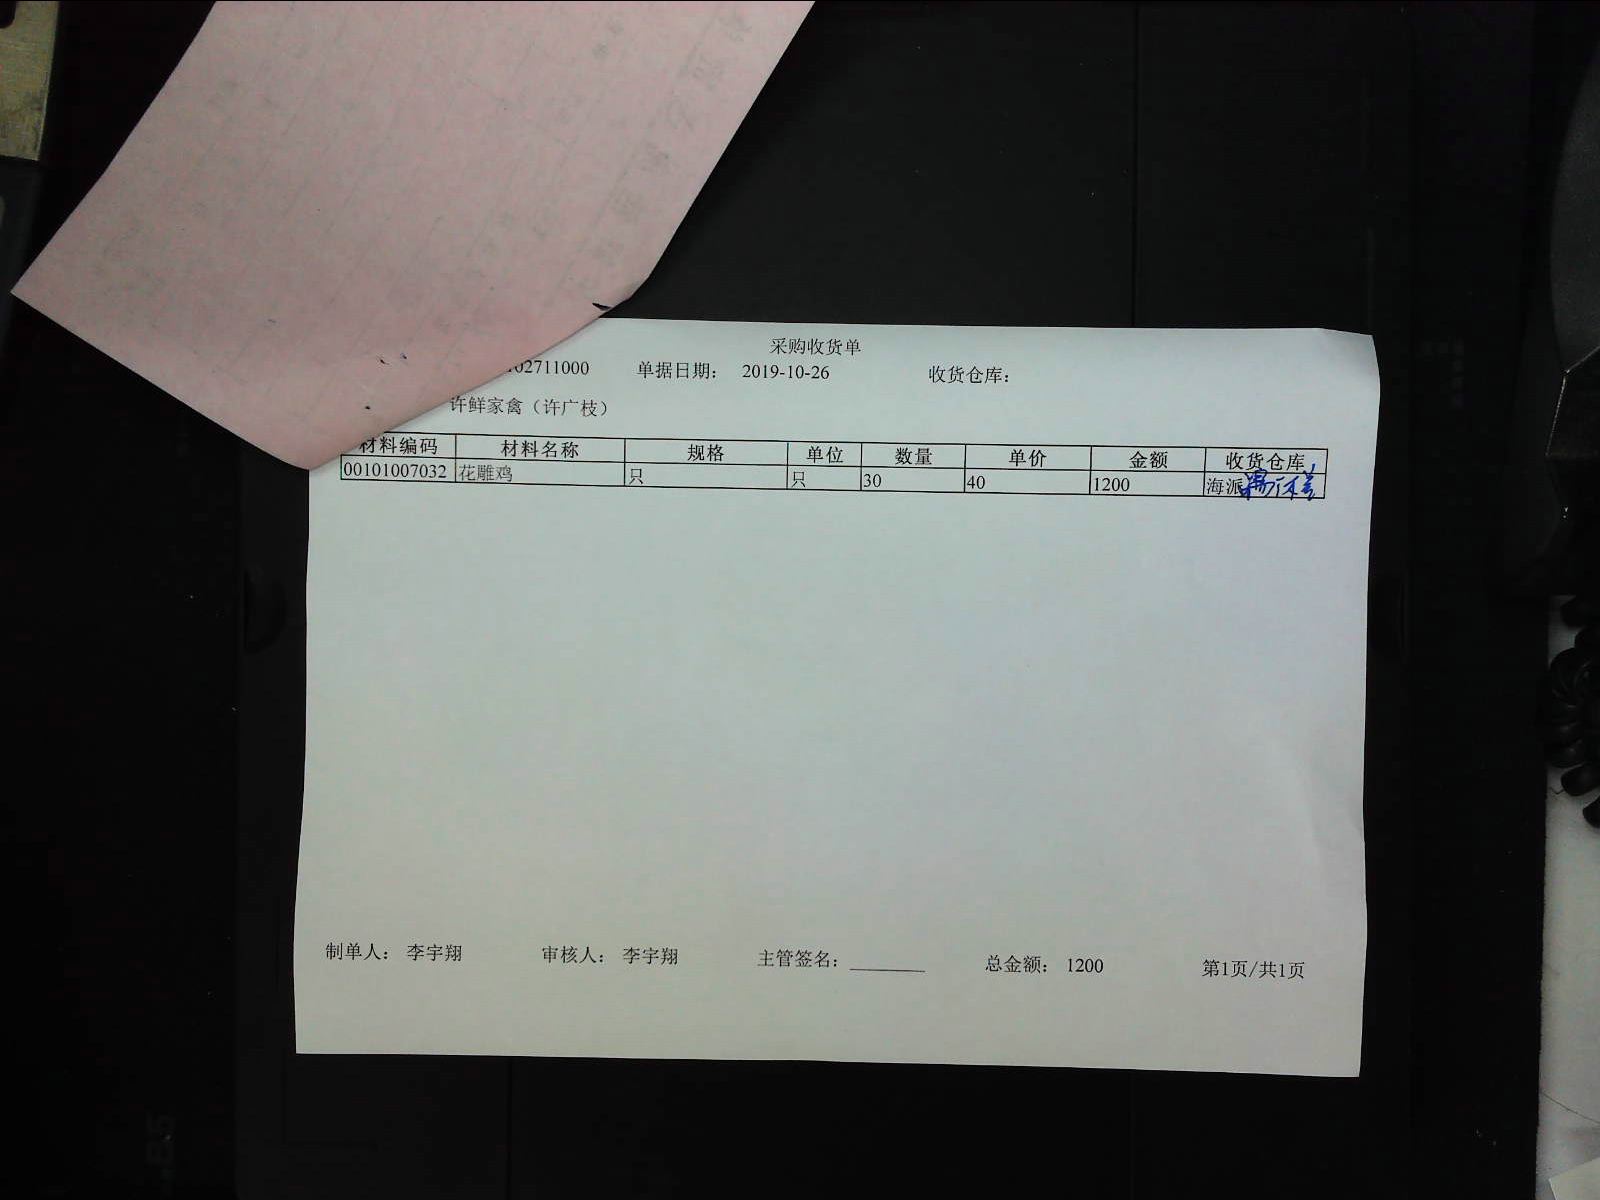 采购收货单
02711000 单据日期： 2019-10-26 收货仓库：
许鲜家禽（许广枝）
材料编码 材料名称 规格 单位 数量 单价 金额 收货仓库
00101007032 花雕鸡 只 只 30 40 1200 海派
制单人： 李宇翔 审核人： 李宇翔 主管签名： 总金额： 1200 第1页/共1页